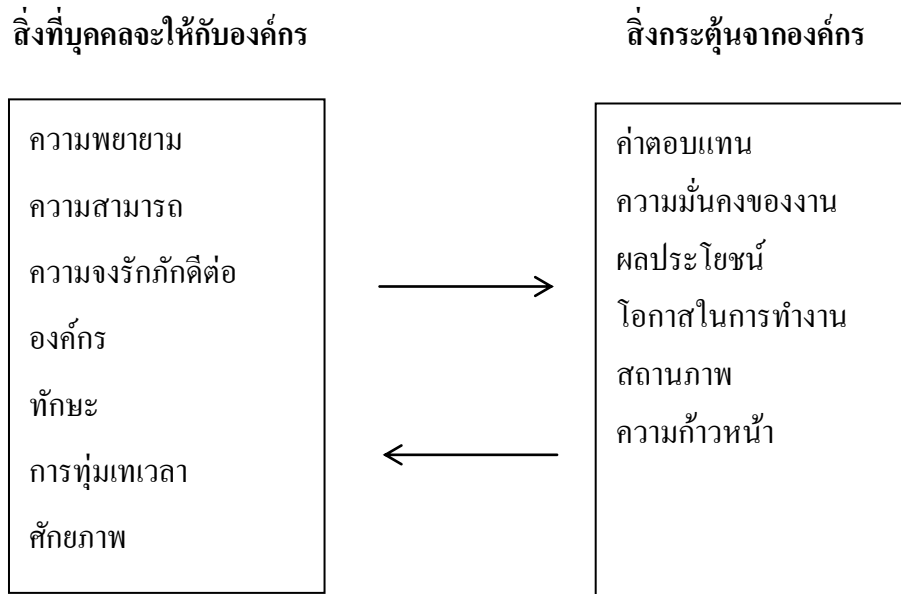 สิ่งที่บุคคลจะให้กับองค์กร
สิ่งกระตุ้นจากองค์กร
ความพยายาม
ความสามารถ
ความจงรักภักดีต่อ
องค์กร
ทักษะ
การทุ่มเทเวลา
ศักยภาพ
ค่าตอบแทน
ความมั่นคงของงาน
ผลประโยชน์
โอกาสในการทำงาน
สถานภาพ
ความก้าวหน้า